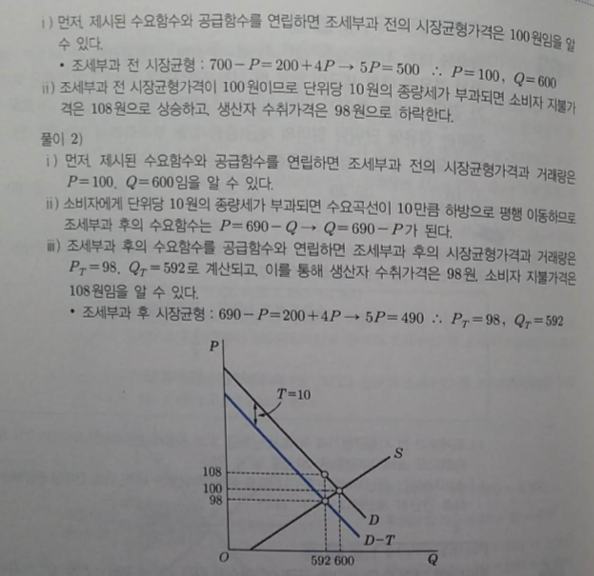 ⅰ) 먼저, 제시된 수요함수와 공급함수를 연립하면 조세부과 전의 시장균형가격은 100원임을 알
수 있다.
• 조세부과 전 시장균형 : 700-P=200+4P → 5P=500 ∴ P=100, Q=600
ⅱ) 조세부과 전 시장균형가격이 100원이므로 단위당 10원의 종량세가 부과되면 소비자 지불가
격은 108원으로 상승하고, 생산자 수취가격은 98원으로 하락한다.
풀이 2)
ⅰ) 먼저, 제시된 수요함수와 공급함수를 연립하면 조세부과 전의 시장균형가격과 거래량은
P=100, Q=600임을 알 수 있다.
ⅱ) 소비자에게 단위당 10원의 종량세가 부과되면 수요곡선이 10만큼 하방으로 평행 이동하므로
조세부과 후의 수요함수는 P=690-Q → Q=690-P가 된다.
ⅲ) 조세부과 후의 수요함수를 공급함수와 연립하면 조세부과 후의 시장균형가격과 거래량은
P_T=98, Q_T=592로 계산되고, 이를 통해 생산자 수취가격은 98원, 소비자 지불가격은
108원임을 알 수 있다.
• 조세부과 후 시장균형 : 690-P=200+4P → 5P=490 ∴ P_T=98, Q_T=592
P
T=10
S
108
100
98
D
D-T
O
592 600
Q